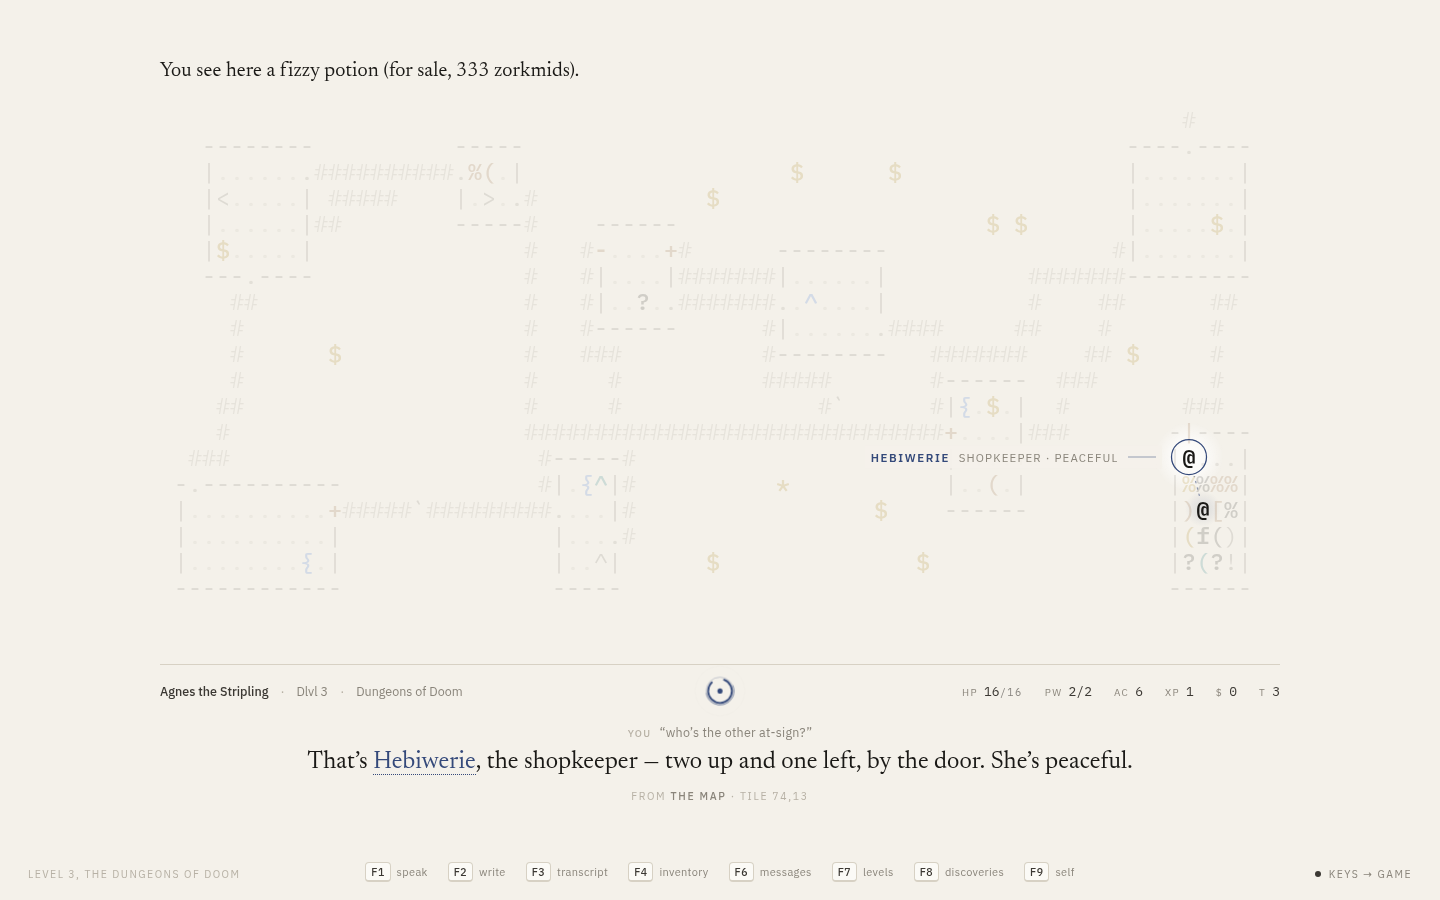 You see here a fizzy potion (for sale, 333 zorkmids).
HEBIWERIE SHOPKEEPER · PEACEFUL
Agnes the Stripling · Dlvl 3 · Dungeons of Doom
HP 16/16 PW 2/2 AC 6 XP 1 $ 0 T 3
YOU “who’s the other at-sign?”
That’s Hebiwerie, the shopkeeper — two up and one left, by the door. She’s peaceful.
FROM THE MAP · TILE 74,13
LEVEL 3, THE DUNGEONS OF DOOM
F1 speak F2 write F3 transcript F4 inventory F6 messages F7 levels F8 discoveries F9 self
KEYS → GAME